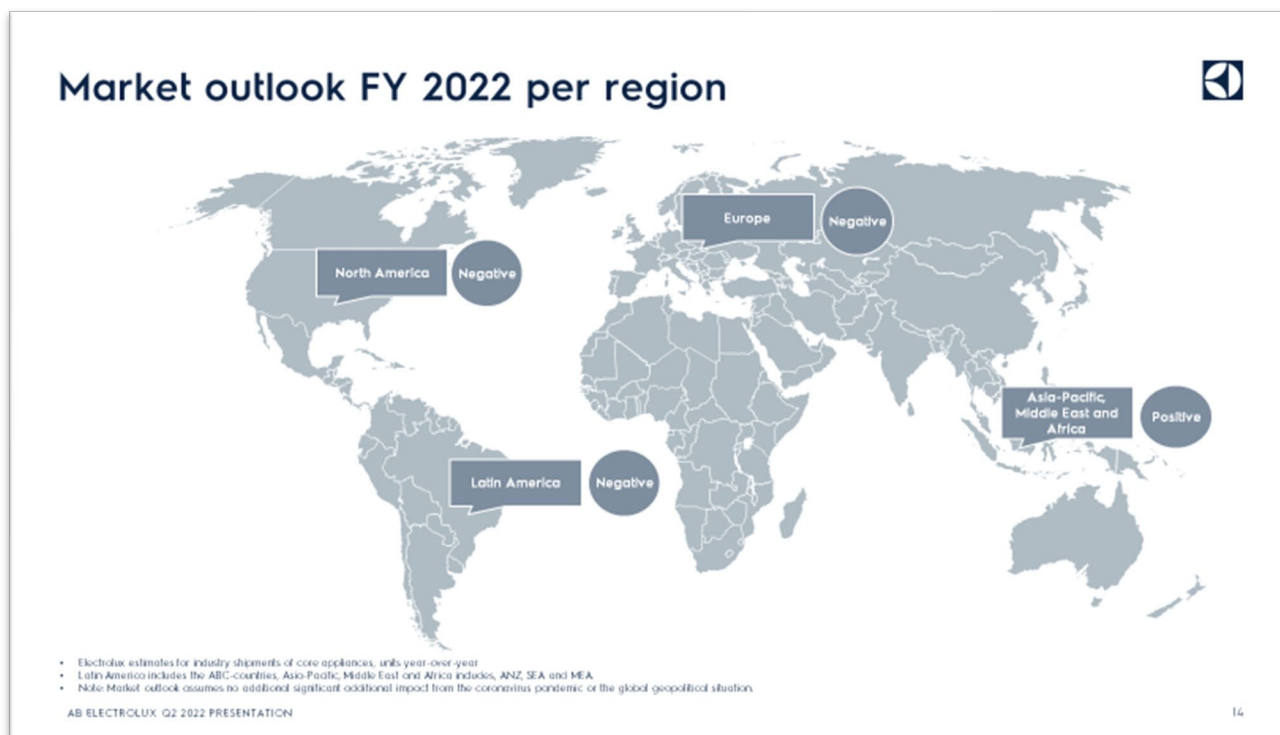 Market outlook FY 2022 per region
Europe
Negative
North America
Negative
Asia-Pacific,
Middle East and
Africa
Positive
Latin America
Negative
• Electrolux estimates for industry shipments of core appliances, units year-over-year
• Latin America includes the ABC-countries, Asia-Pacific, Middle East and Africa includes, ANZ, SEA and MEA.
• Note: Market outlook assumes no additional significant additional impact from the coronavirus pandemic or the global geopolitical situation.
AB ELECTROLUX Q2 2022 PRESENTATION
14